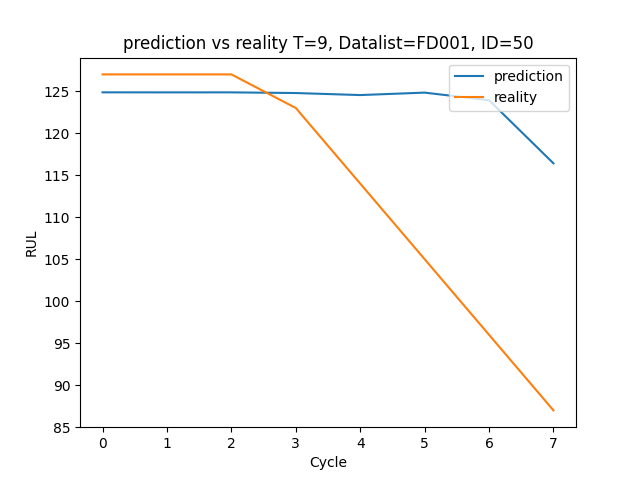 prediction vs reality T=9, Datalist=FD001, ID=50
prediction
reality
125
120
115
110
105
100
95
90
85
RUL
0 1 2 3 4 5 6 7
Cycle